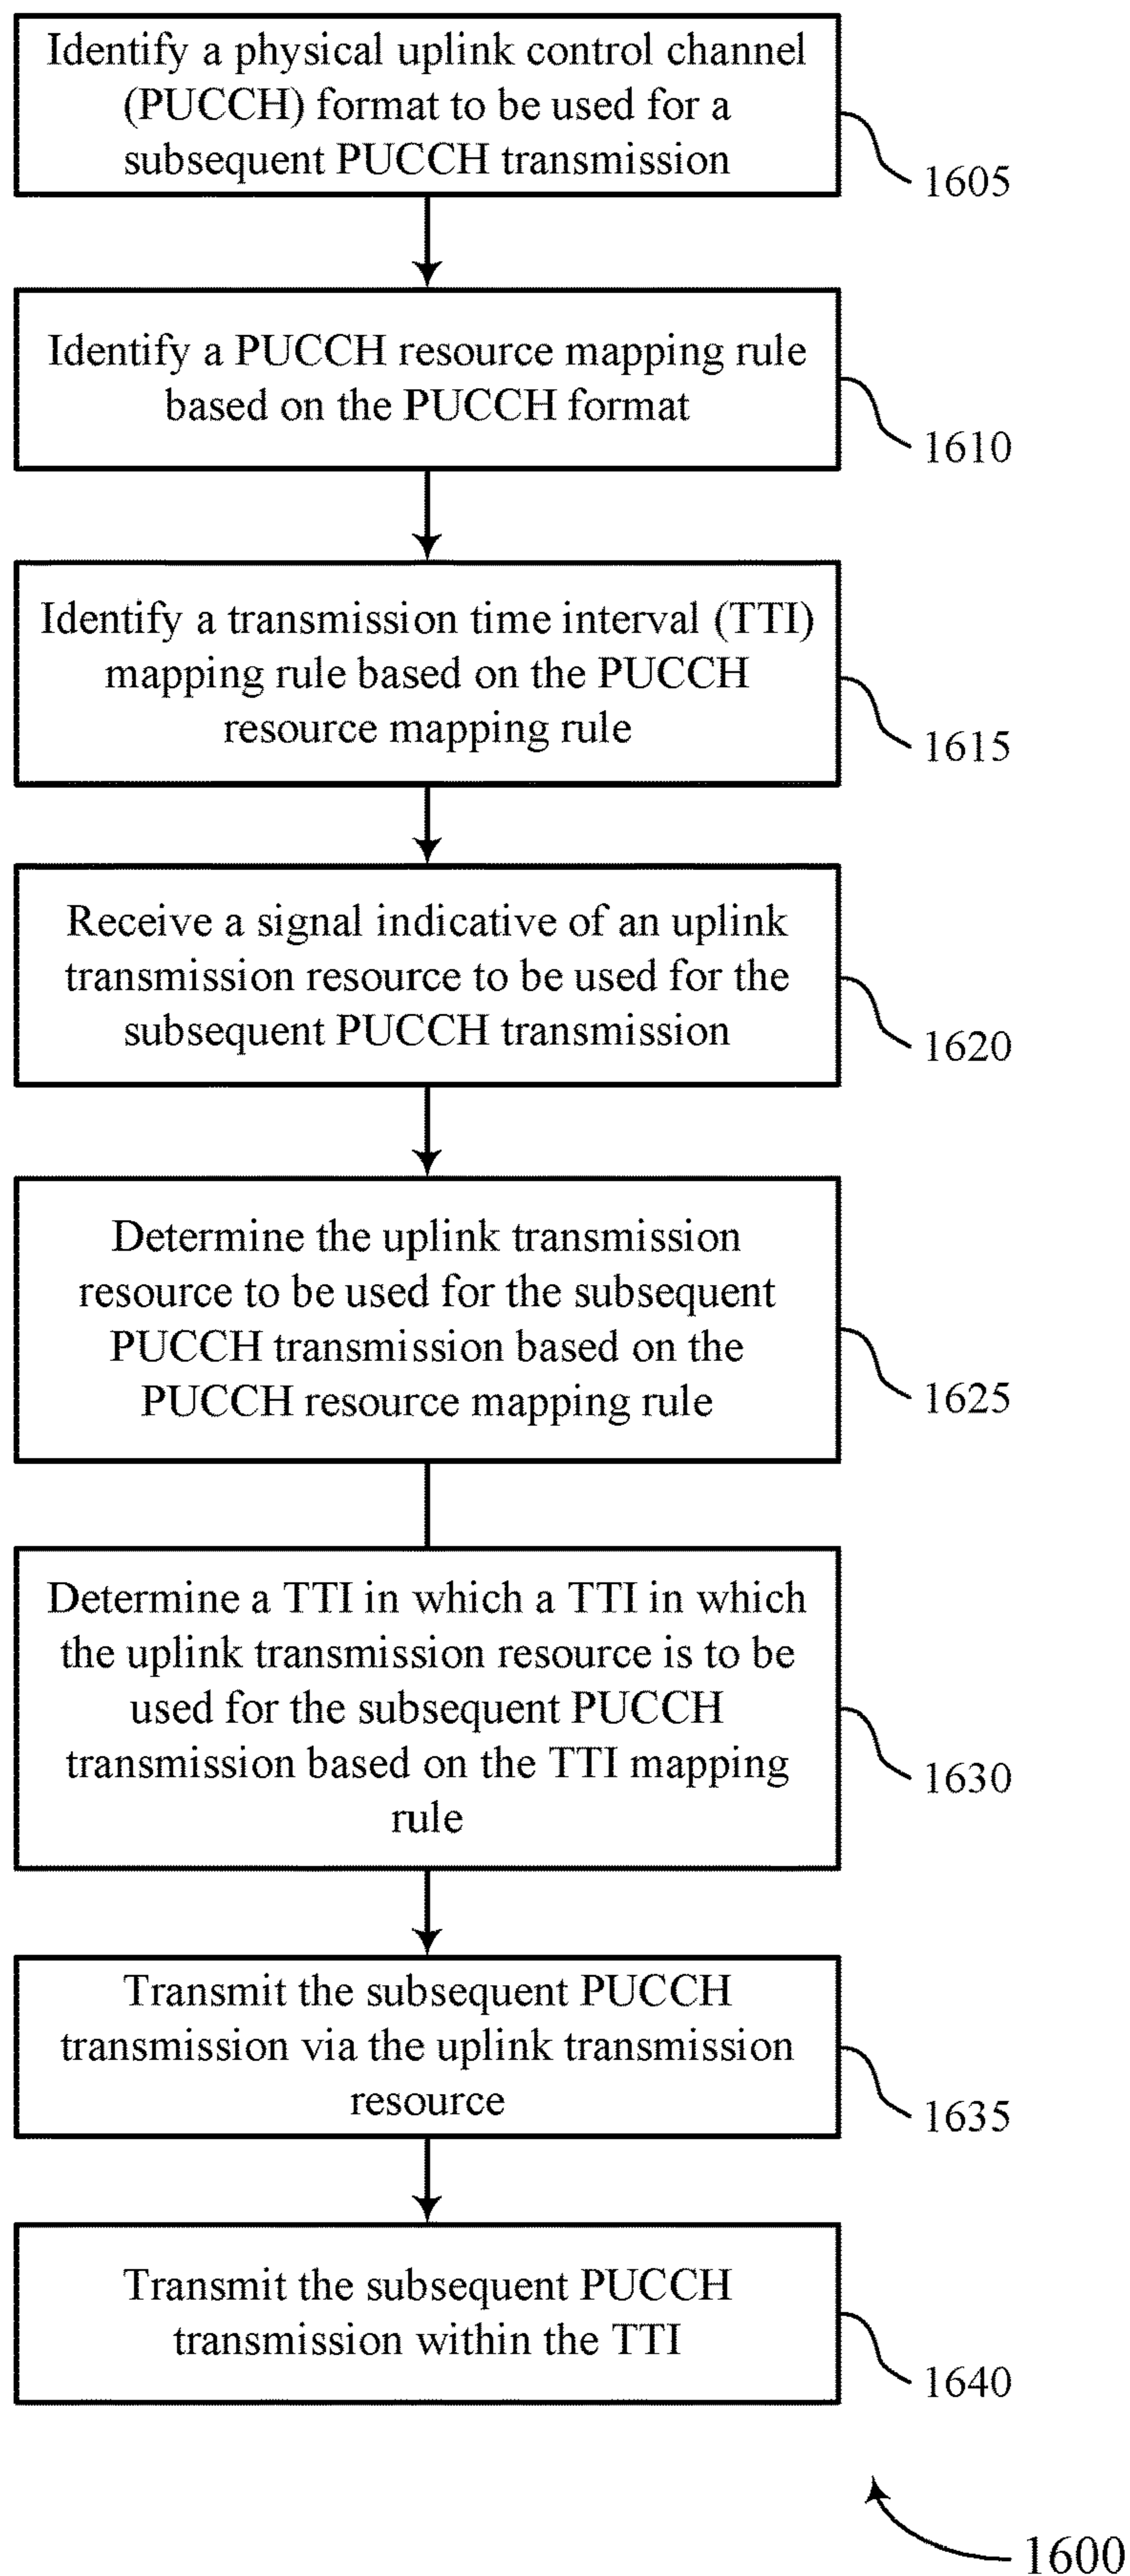 Identify a physical uplink control channel
(PUCCH) format to be used for a
subsequent PUCCH transmission
1605
Identify a PUCCH resource mapping rule
based on the PUCCH format
1610
Identify a transmission time interval (TTI)
mapping rule based on the PUCCH
resource mapping rule
1615
Receive a signal indicative of an uplink
transmission resource to be used for the
subsequent PUCCH transmission
1620
Determine the uplink transmission
resource to be used for the subsequent
PUCCH transmission based on the
PUCCH resource mapping rule
1625
Determine a TTI in which a TTI in which
the uplink transmission resource is to be
used for the subsequent PUCCH
transmission based on the TTI mapping
rule
1630
Transmit the subsequent PUCCH
transmission via the uplink transmission
resource
1635
Transmit the subsequent PUCCH
transmission within the TTI
1640
1600